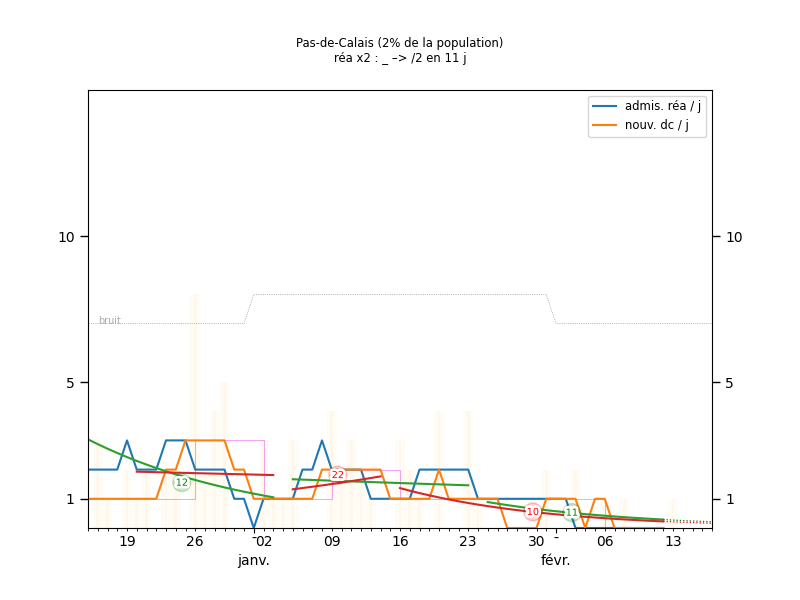 Pas-de-Calais (2% de la population)
réa x2 : _ –> /2 en 11 j
admis. réa / j
nouv. dc / j
10
10
bruit
5
5
22
12
1
1
-10
-11
19
26
02
09
16
23
30
06
13
janv.
févr.